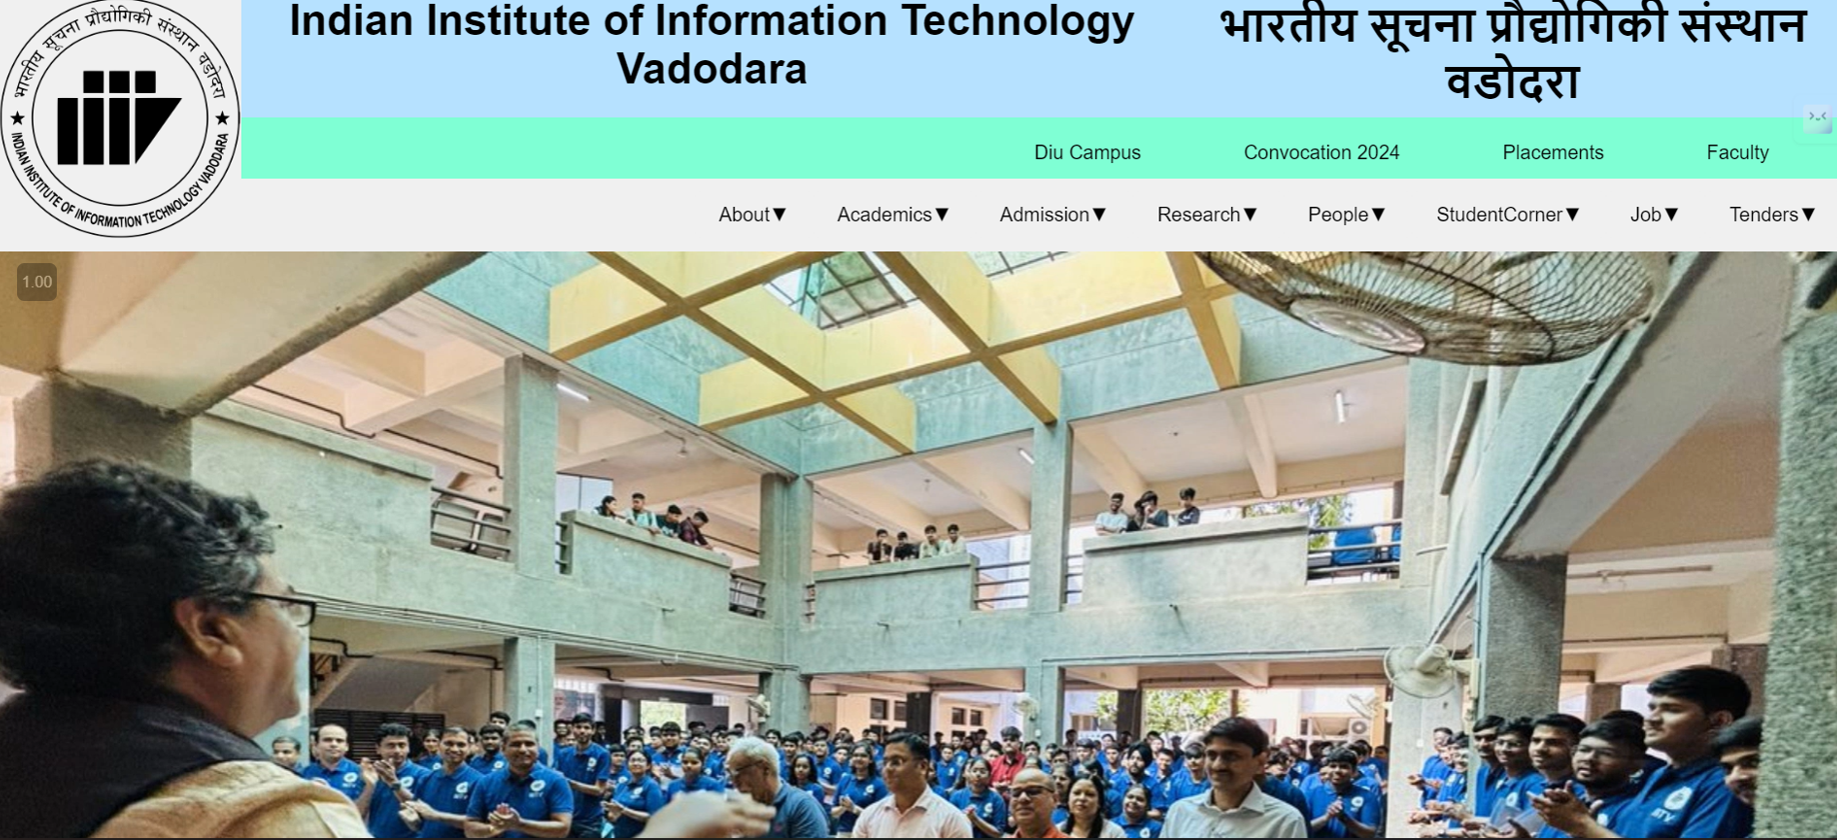 भारतीय सूचना प्रौद्योगिकी संस्थान वडोदरा
★ ★
INDIAN INSTITUTE OF INFORMATION TECHNOLOGY VADODARA
Indian Institute of Information Technology
Vadodara
भारतीय सूचना प्रौद्योगिकी संस्थान
वडोदरा
Diu Campus Convocation 2024 Placements Faculty
About▼ Academics▼ Admission▼ Research▼ People▼ StudentCorner▼ Job▼ Tenders▼
1.00